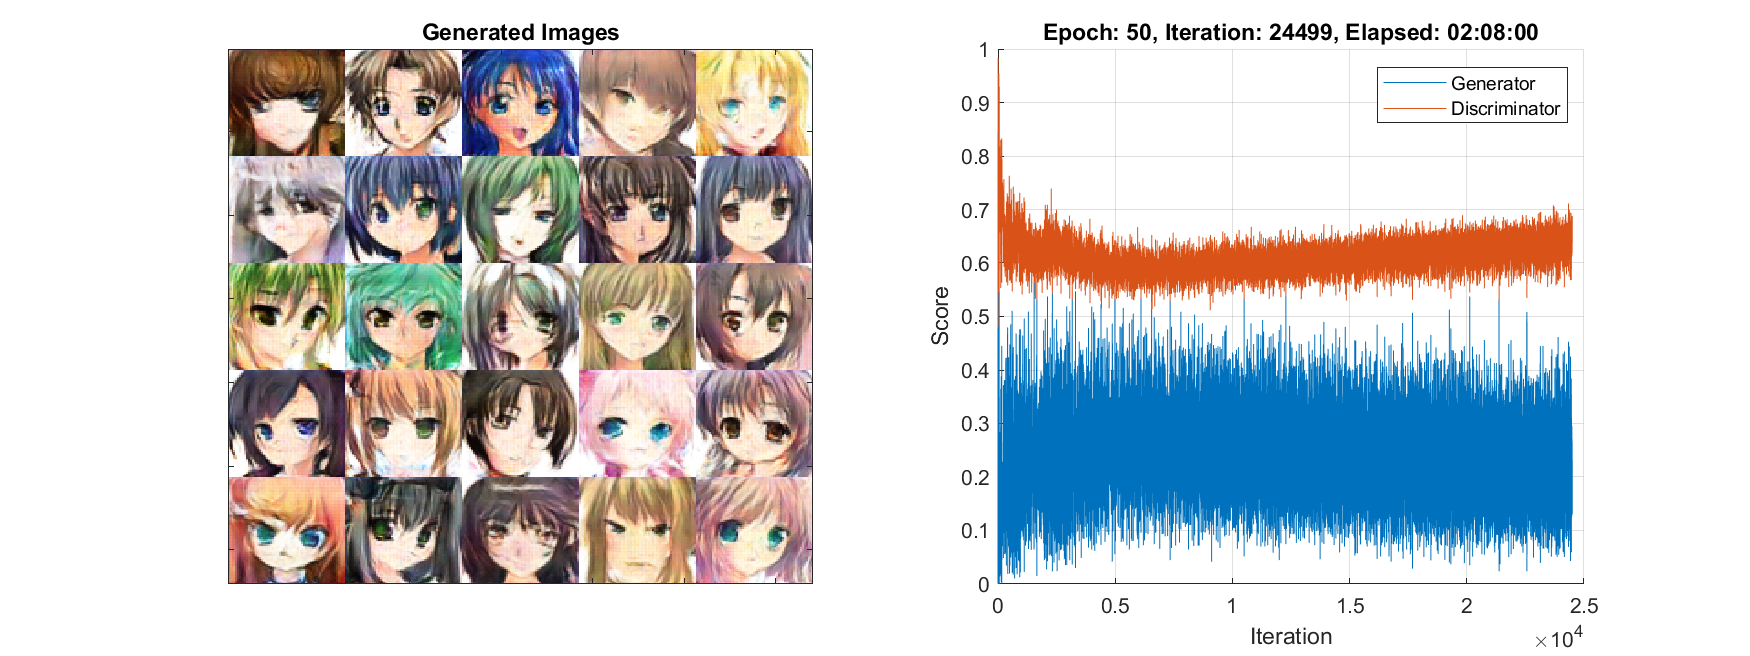 Generated Images
Epoch: 50, Iteration: 24499, Elapsed: 02:08:00
Generator
Discriminator
1
0.9
0.8
0.7
0.6
0.5
0.4
0.3
0.2
0.1
0
Score
0 0.5 1 1.5 2 2.5
Iteration
×10^4